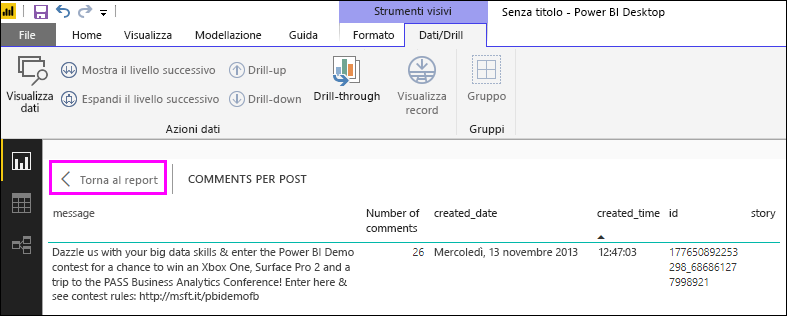 Strumenti visivi
Senza titolo - Power BI Desktop
File Home Visualizza Modellazione Guida Formato Dati/Drill
Visualizza dati
Mostra il livello successivo
Espandi il livello successivo
Drill-up
Drill-down
Drill-through
Visualizza record
Gruppo
Azioni dati
Gruppi
Torna al report
COMMENTS PER POST
message
Number of comments
created_date
created_time
id
story
Dazzle us with your big data skills & enter the Power BI Demo
contest for a chance to win an Xbox One, Surface Pro 2 and a
trip to the PASS Business Analytics Conference! Enter here &
see contest rules: http://msft.it/pbidemofb
26
Mercoledì, 13 novembre 2013
12:47:03
177650892253
298_68686127
7998921